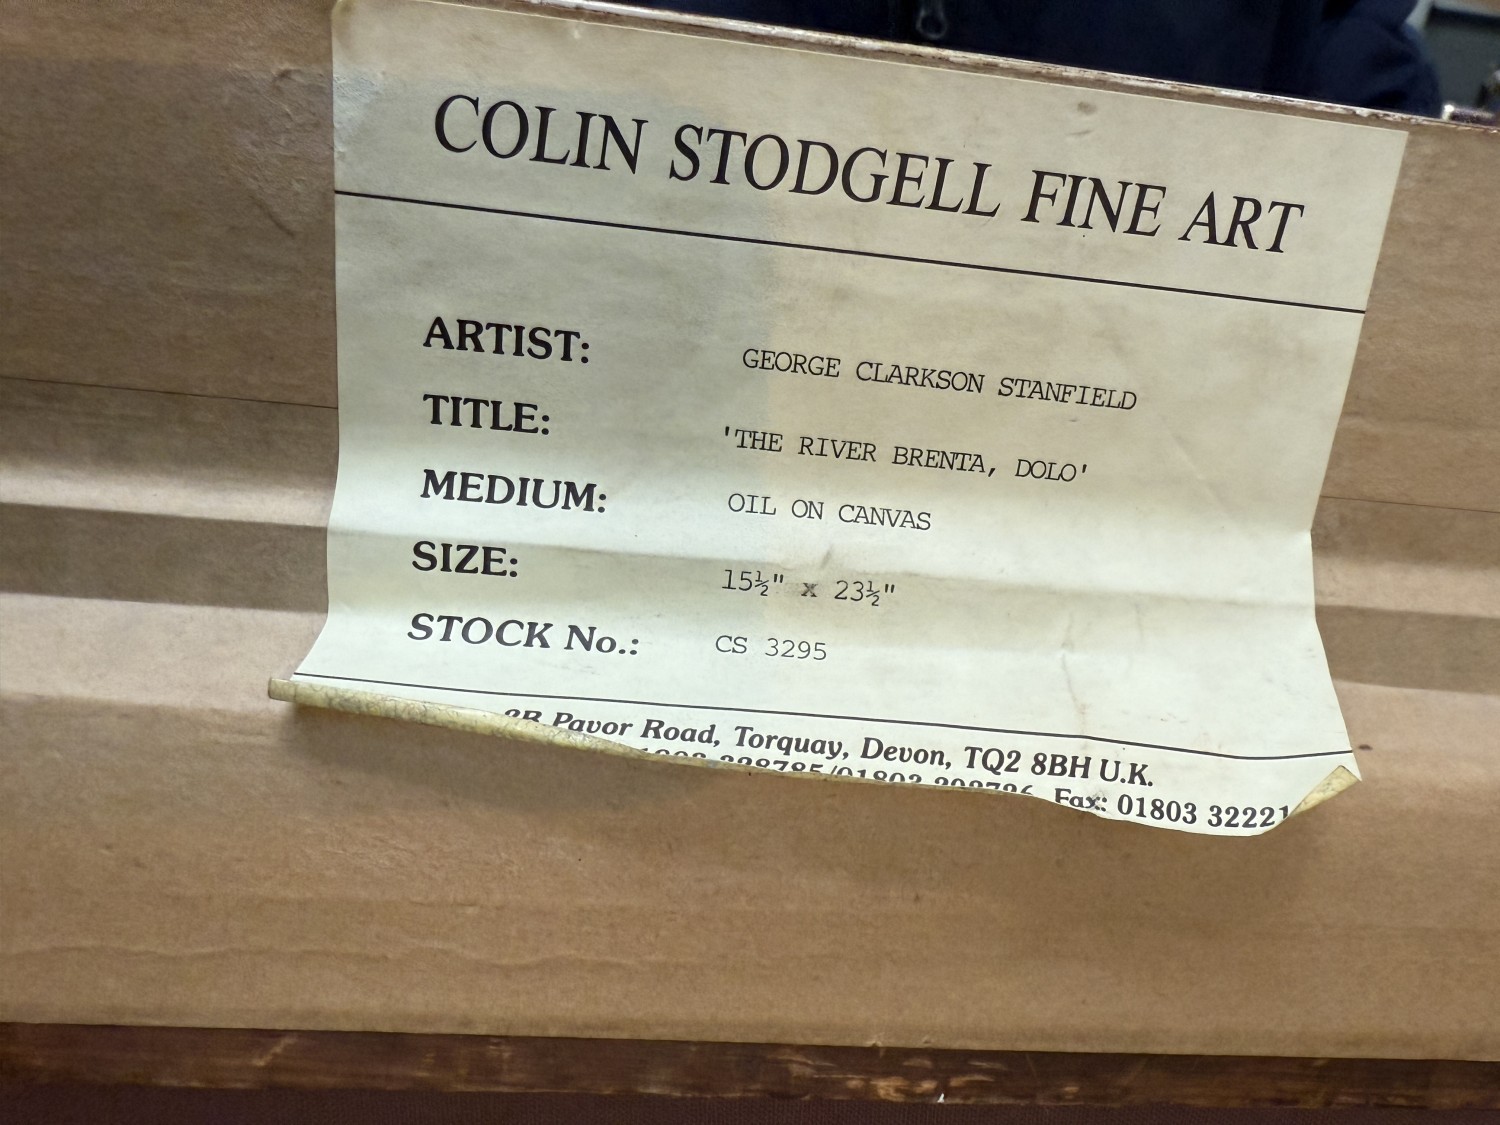 COLIN STODGELL FINE ART
ARTIST: GEORGE CLARKSON STANFIELD
TITLE: 'THE RIVER BRENTA, DOLO'
MEDIUM: OIL ON CANVAS
SIZE: 15½" x 23½"
STOCK No.: CS 3295
Pavor Road, Torquay, Devon, TQ2 8BH U.K.
Fax: 01803 32221